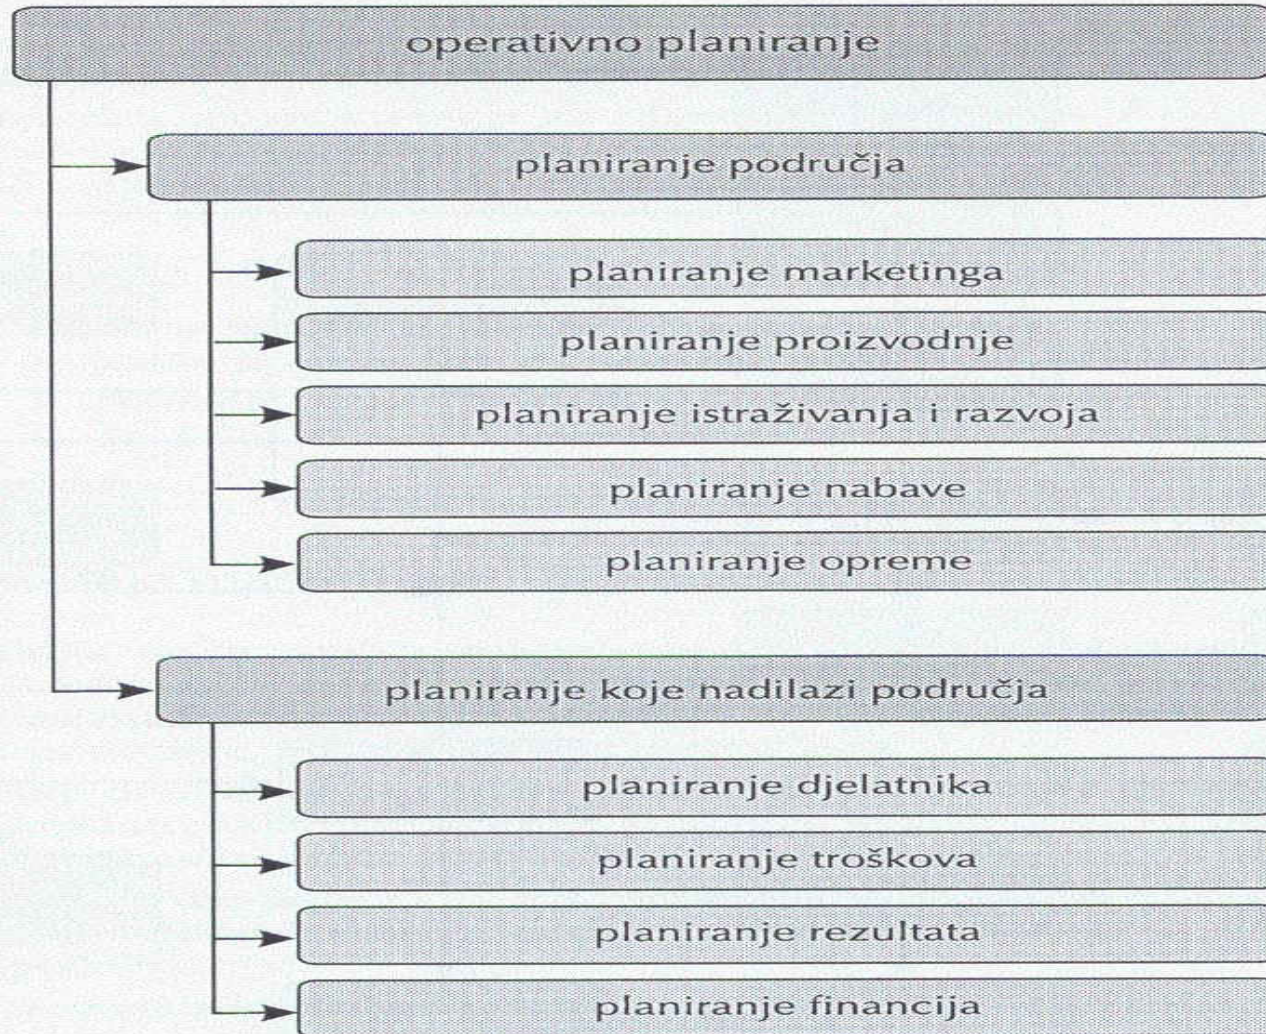 operativno planiranje
planiranje područja
planiranje marketinga
planiranje proizvodnje
planiranje istraživanja i razvoja
planiranje nabave
planiranje opreme
planiranje koje nadilazi područja
planiranje djelatnika
planiranje troškova
planiranje rezultata
planiranje financija